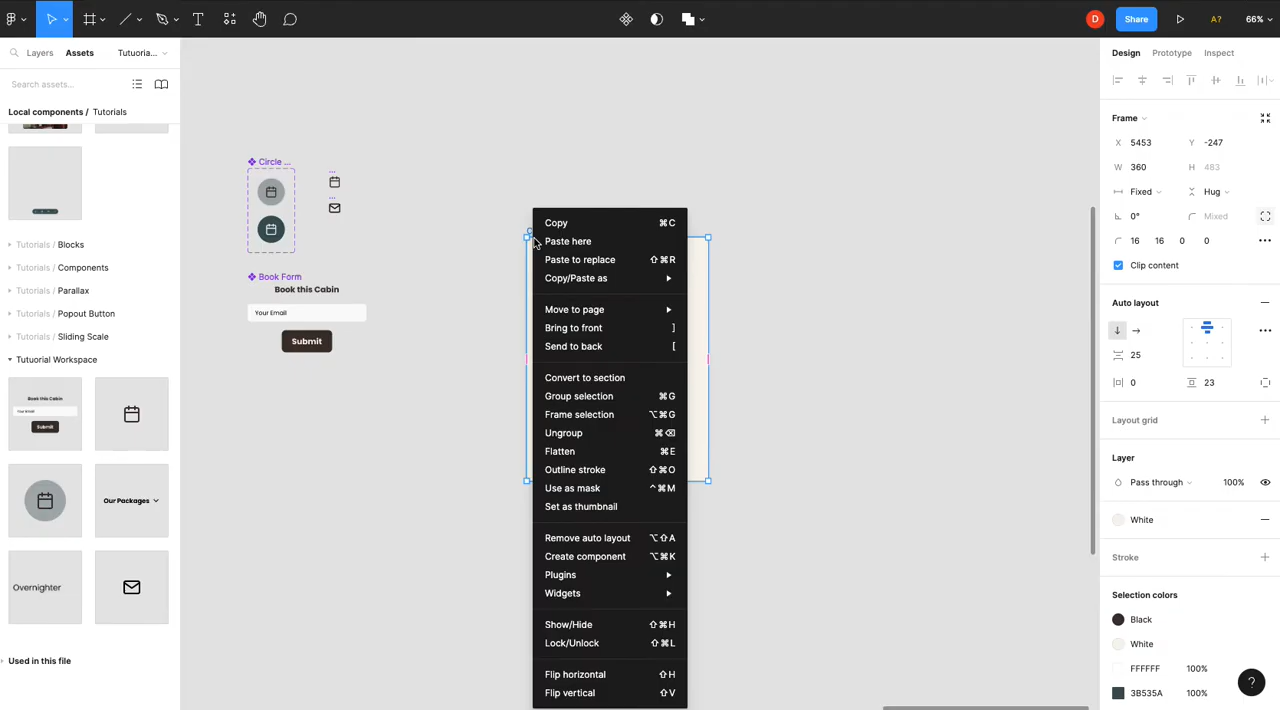 D
Share
A?
66%
Layers
Assets
Tutuoria...
Search assets...
Local components / Tutorials
Tutorials / Blocks
Tutorials / Components
Tutorials / Parallax
Tutorials / Popout Button
Tutorials / Sliding Scale
Tutuorial Workspace
Book this Cabin
Your Email
Submit
Our Packages
Overnighter
Used in this file
Circle ...
...
...
Book Form
Book this Cabin
Your Email
Submit
Copy ⌘C
Paste here
Paste to replace ⇧⌘R
Copy/Paste as
Move to page
Bring to front ]
Send to back [
Convert to section
Group selection ⌘G
Frame selection ⌥⌘G
Ungroup ⌘⌫
Flatten ⌘E
Outline stroke ⇧⌘O
Use as mask ^⌘M
Set as thumbnail
Remove auto layout ⌥⇧A
Create component ⌥⌘K
Plugins
Widgets
Show/Hide ⇧⌘H
Lock/Unlock ⇧⌘L
Flip horizontal ⇧H
Flip vertical ⇧V
Design
Prototype
Inspect
Frame
X 5453 Y -247
W 360 H 483
Fixed Hug
0° Mixed
16 16 0 0
Clip content
Auto layout
25
0 23
Layout grid
Layer
Pass through 100%
White
Stroke
Selection colors
Black
White
FFFFFF 100%
3B535A 100%
?